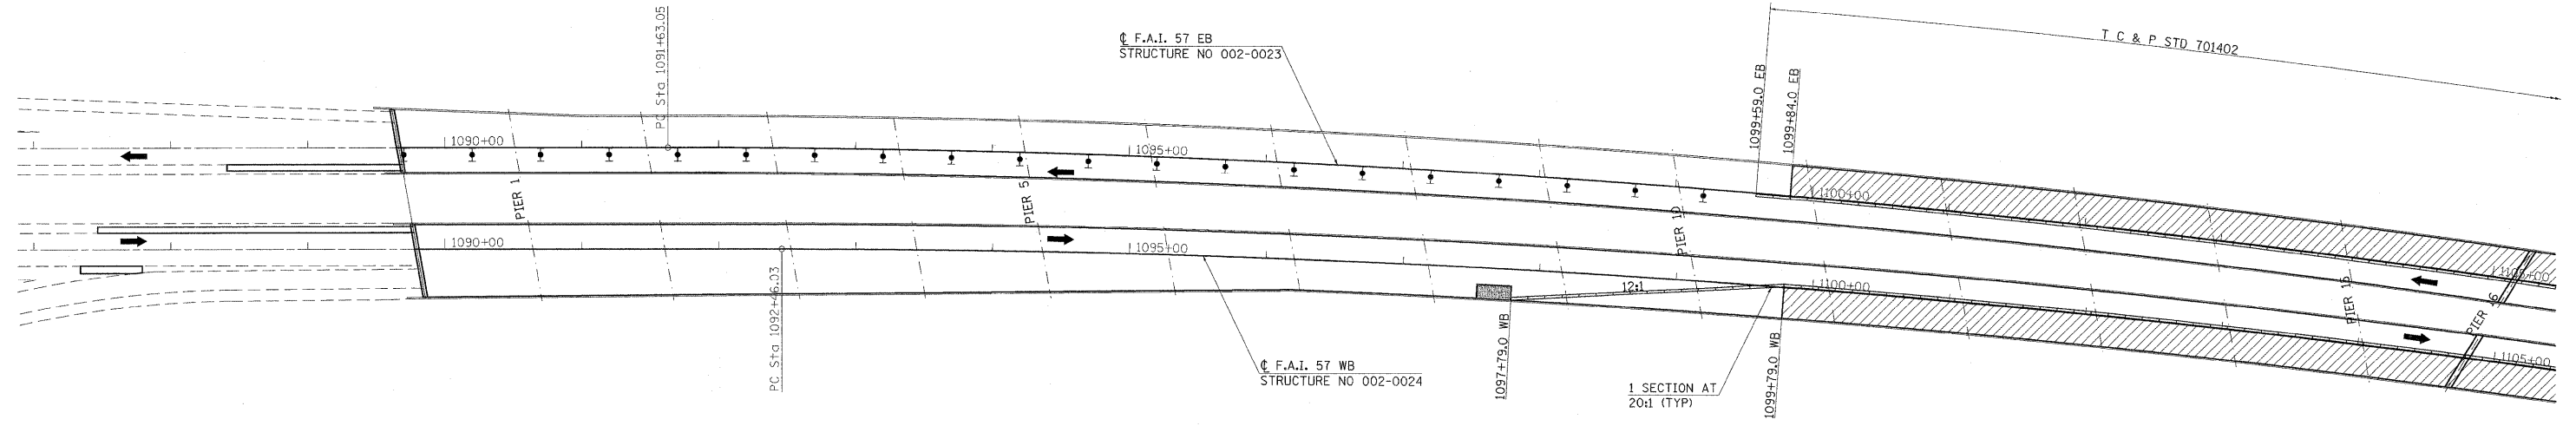 PC Sta 1091+63.05
℄ F.A.I. 57 EB
STRUCTURE NO 002-0023
T C & P STD 701402
1099+59.0 EB
1099+84.0 EB
1090+00
1095+00
1100+00
1105+00
PIER 1
PIER 5
PIER 10
PIER 15
PIER 16
1090+00
1095+00
1100+00
1105+00
12:1
PC Sta 1092+46.03
℄ F.A.I. 57 WB
STRUCTURE NO 002-0024
1097+79.0 WB
1 SECTION AT
20:1 (TYP)
1099+79.0 WB